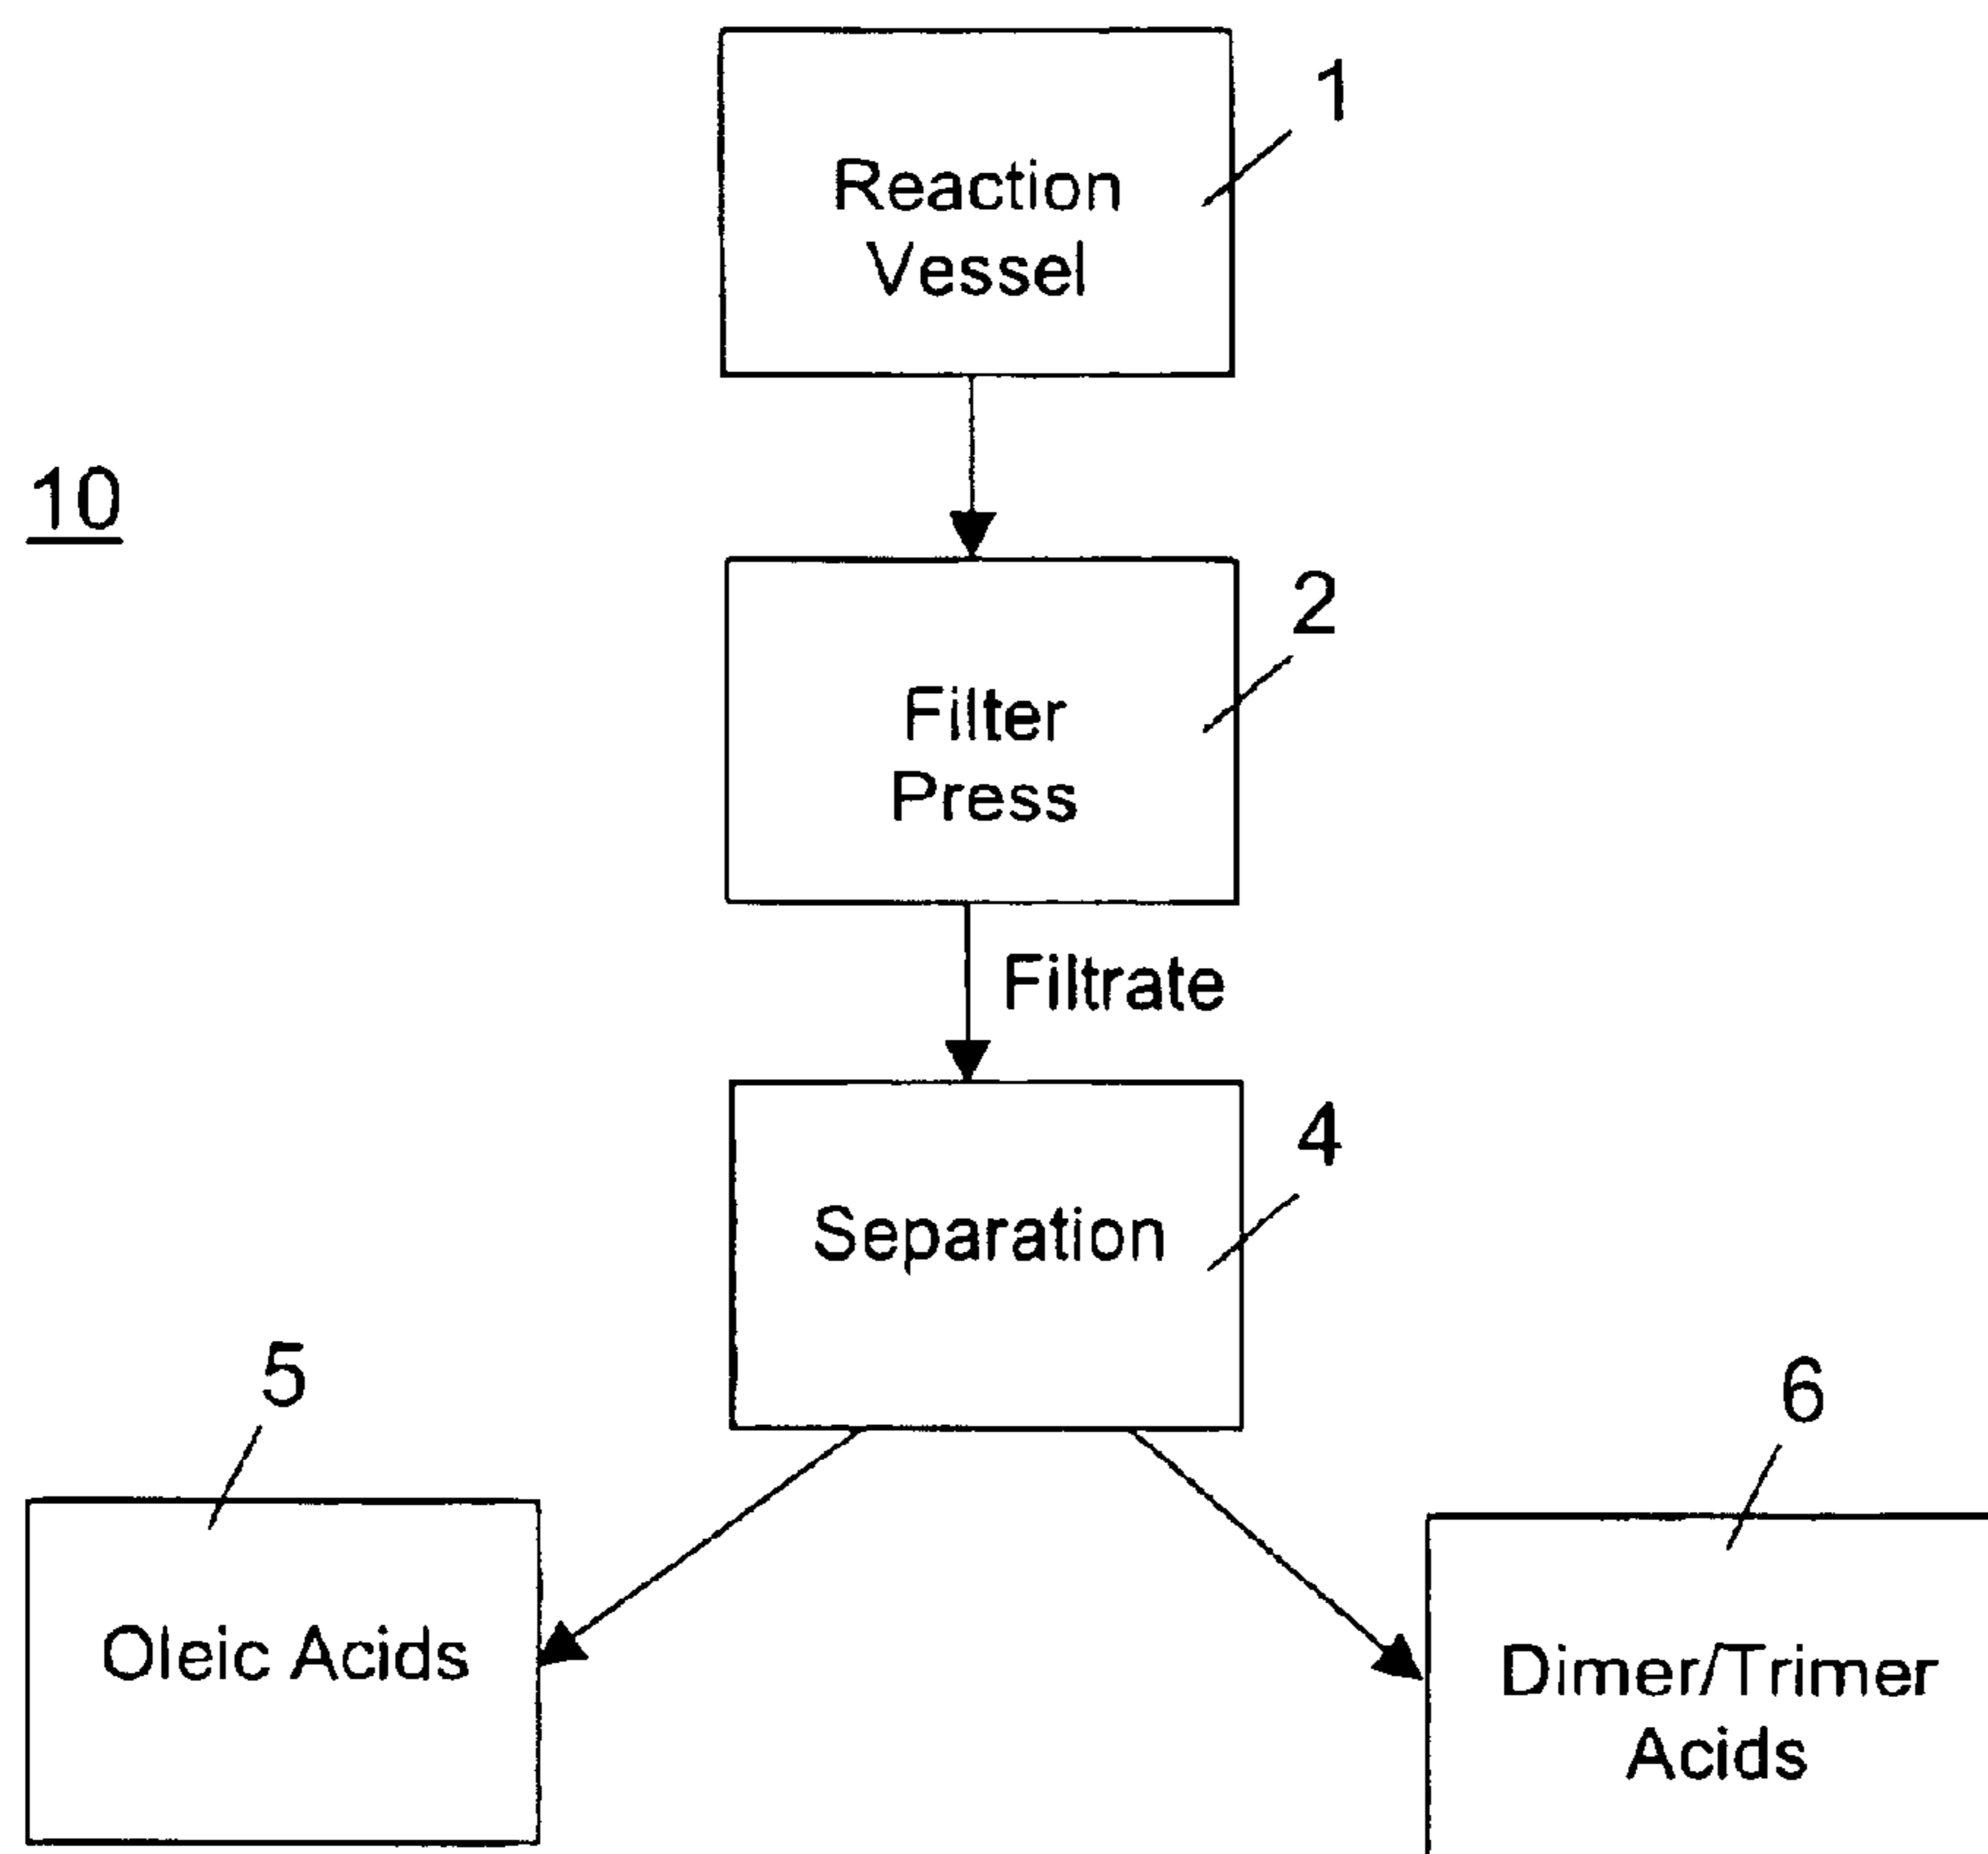 1
Reaction
Vessel
10
2
Filter
Press
Filtrate
4
Separation
5
6
Oleic Acids
Dimer/Trimer
Acids